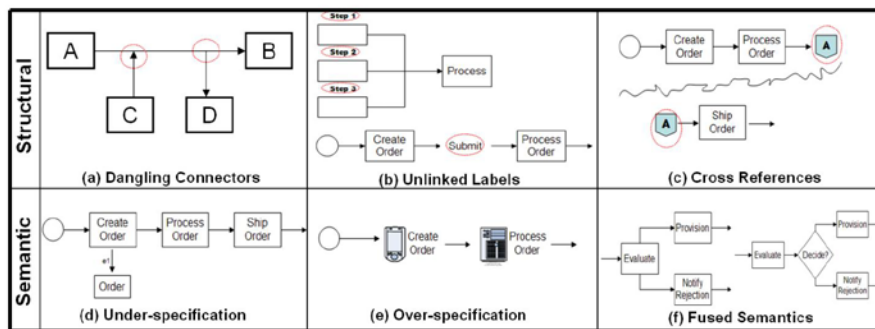 Structural
A
B
C
D
(a) Dangling Connectors
Step 1
Step 2
Step 3
Process
Create
Order
Submit
Process
Order
(b) Unlinked Labels
Create
Order
Process
Order
A
A
Ship
Order
(c) Cross References
Semantic
Create
Order
Process
Order
Ship
Order
e1
Order
(d) Under-specification
Create
Order
Process
Order
(e) Over-specification
Evaluate
Provision
Notify
Rejection
Evaluate
Decide?
Provision
Notify
Rejection
(f) Fused Semantics